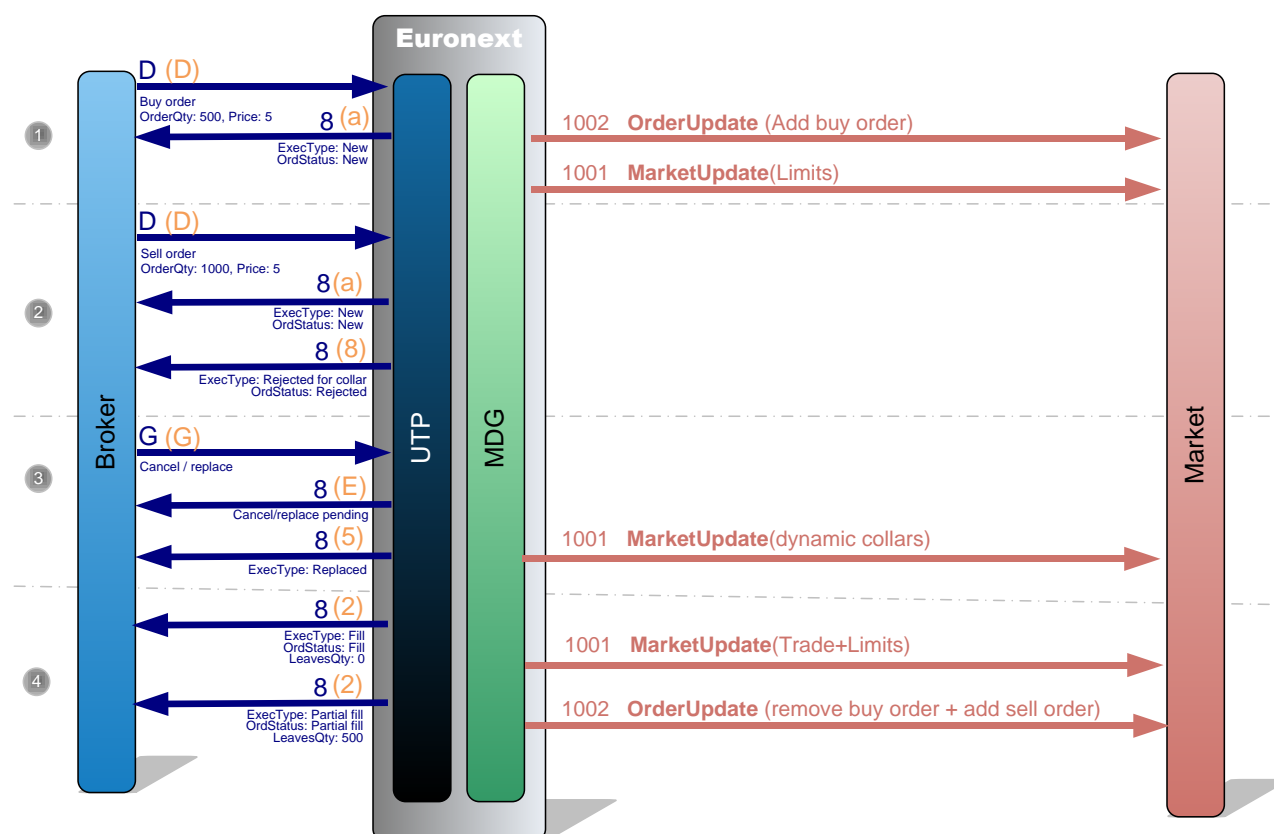 Euronext
D (D)
Buy order
OrderQty: 500, Price: 5
1
8 (a)
ExecType: New
OrdStatus: New
1002 OrderUpdate (Add buy order)
1001 MarketUpdate(Limits)
D (D)
Sell order
OrderQty: 1000, Price: 5
2
8 (a)
ExecType: New
OrdStatus: New
8 (8)
ExecType: Rejected for collar
OrdStatus: Rejected
Broker
UTP
MDG
Market
G (G)
Cancel / replace
3
8 (E)
Cancel/replace pending
8 (5)
ExecType: Replaced
1001 MarketUpdate(dynamic collars)
8 (2)
ExecType: Fill
OrdStatus: Fill
LeavesQty: 0
1001 MarketUpdate(Trade+Limits)
4
8 (2)
ExecType: Partial fill
OrdStatus: Partial fill
LeavesQty: 500
1002 OrderUpdate (remove buy order + add sell order)